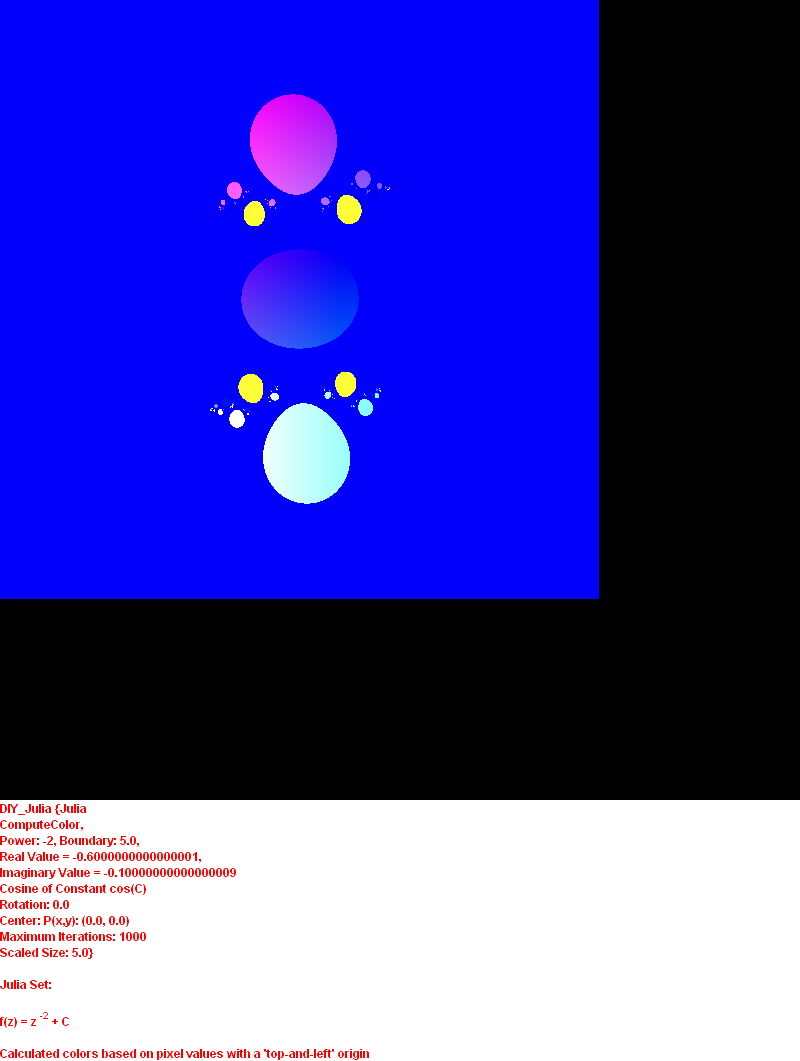 DIY_Julia {Julia
ComputeColor,
Power: -2, Boundary: 5.0,
Real Value = -0.6000000000000001,
Imaginary Value = -0.10000000000000009
Cosine of Constant cos(C)
Rotation: 0.0
Center: P(x,y): (0.0, 0.0)
Maximum Iterations: 1000
Scaled Size: 5.0}
Julia Set:
f(z) = z -2 + C
Calculated colors based on pixel values with a 'top-and-left' origin